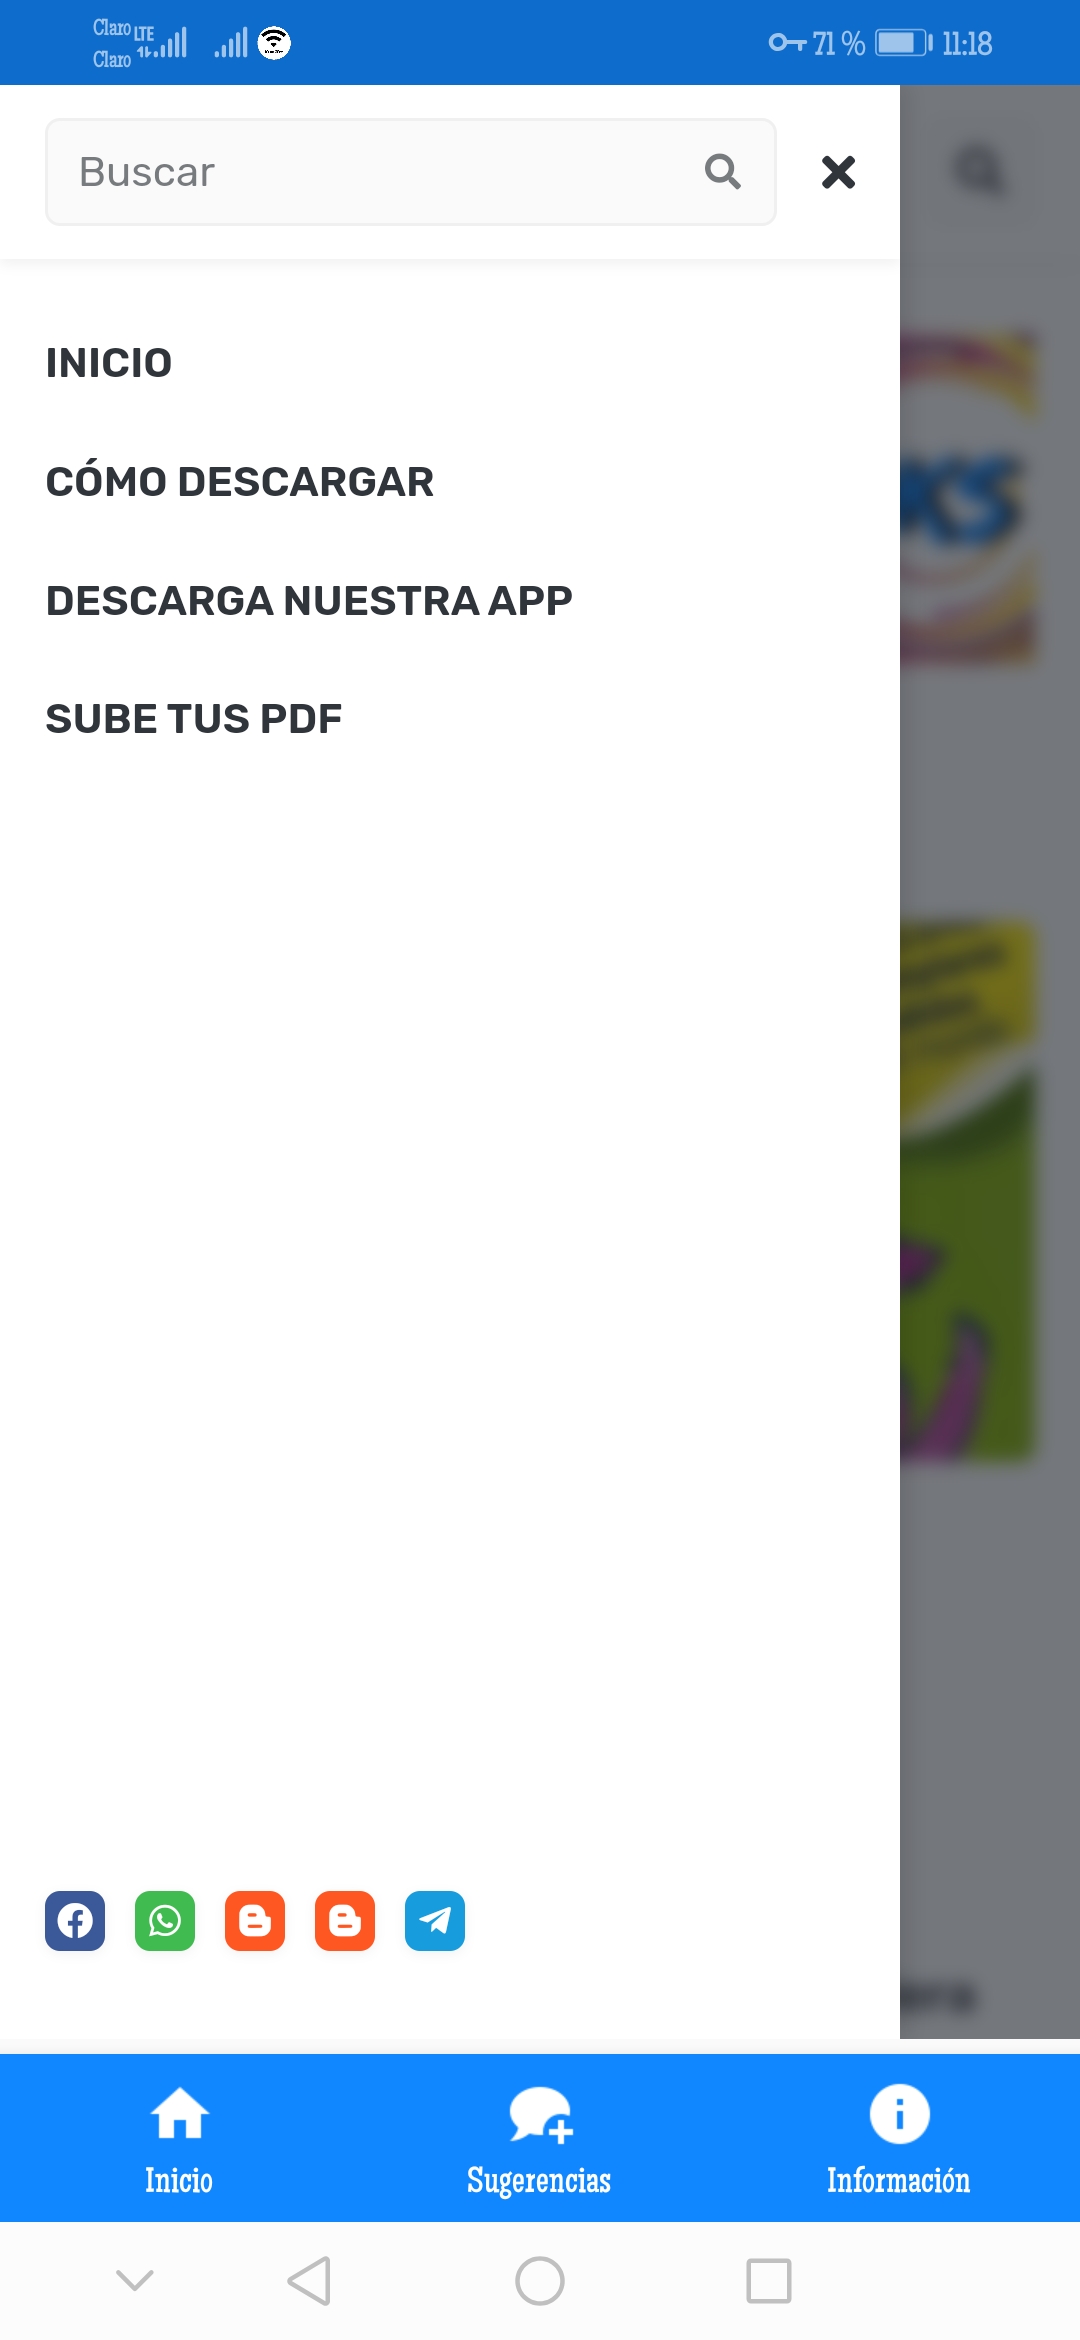 Claro LTE
Claro
71 %
11:18
Buscar
INICIO
CÓMO DESCARGAR
DESCARGA NUESTRA APP
SUBE TUS PDF
Inicio
Sugerencias
Información